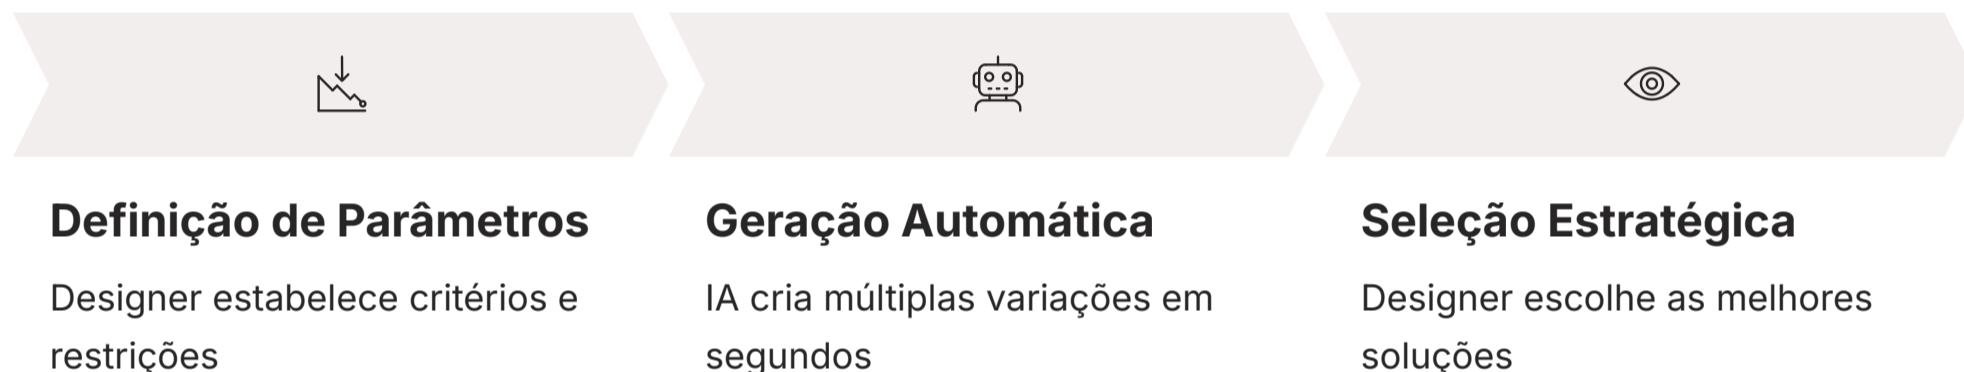 Definição de Parâmetros
Designer estabelece critérios e
restrições
Geração Automática
IA cria múltiplas variações em
segundos
Seleção Estratégica
Designer escolhe as melhores
soluções